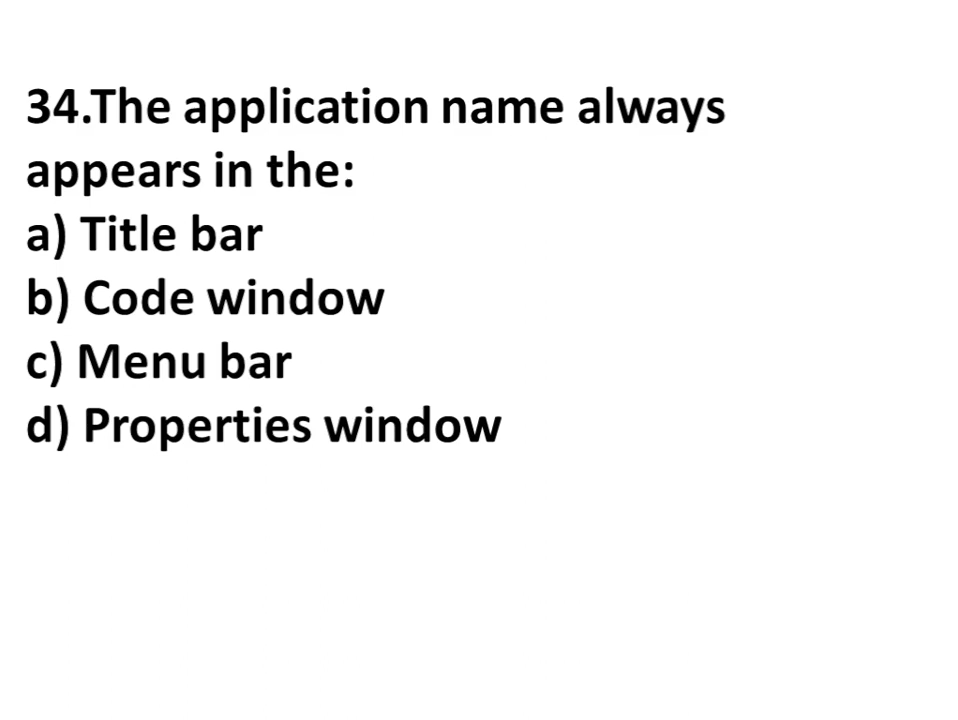 34.The application name always
appears in the:
a) Title bar
b) Code window
c) Menu bar
d) Properties window